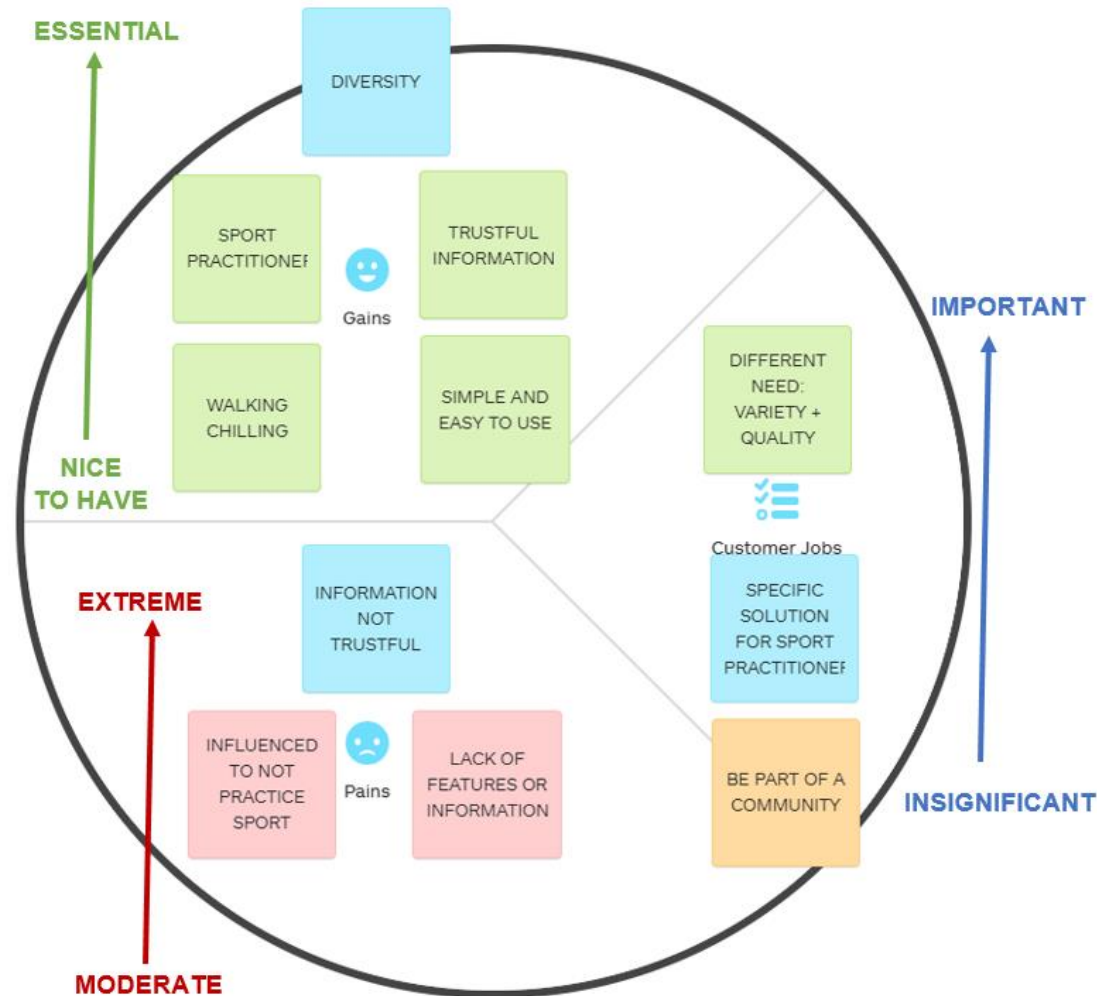 ESSENTIAL
DIVERSITY
SPORT
PRACTITIONER
TRUSTFUL
INFORMATION
Gains
WALKING
CHILLING
SIMPLE AND
EASY TO USE
NICE
TO HAVE
IMPORTANT
DIFFERENT
NEED:
VARIETY +
QUALITY
Customer Jobs
SPECIFIC
SOLUTION
FOR SPORT
PRACTITIONER
BE PART OF A
COMMUNITY
INSIGNIFICANT
EXTREME
INFORMATION
NOT
TRUSTFUL
INFLUENCED
TO NOT
PRACTICE
SPORT
Pains
LACK OF
FEATURES OR
INFORMATION
MODERATE